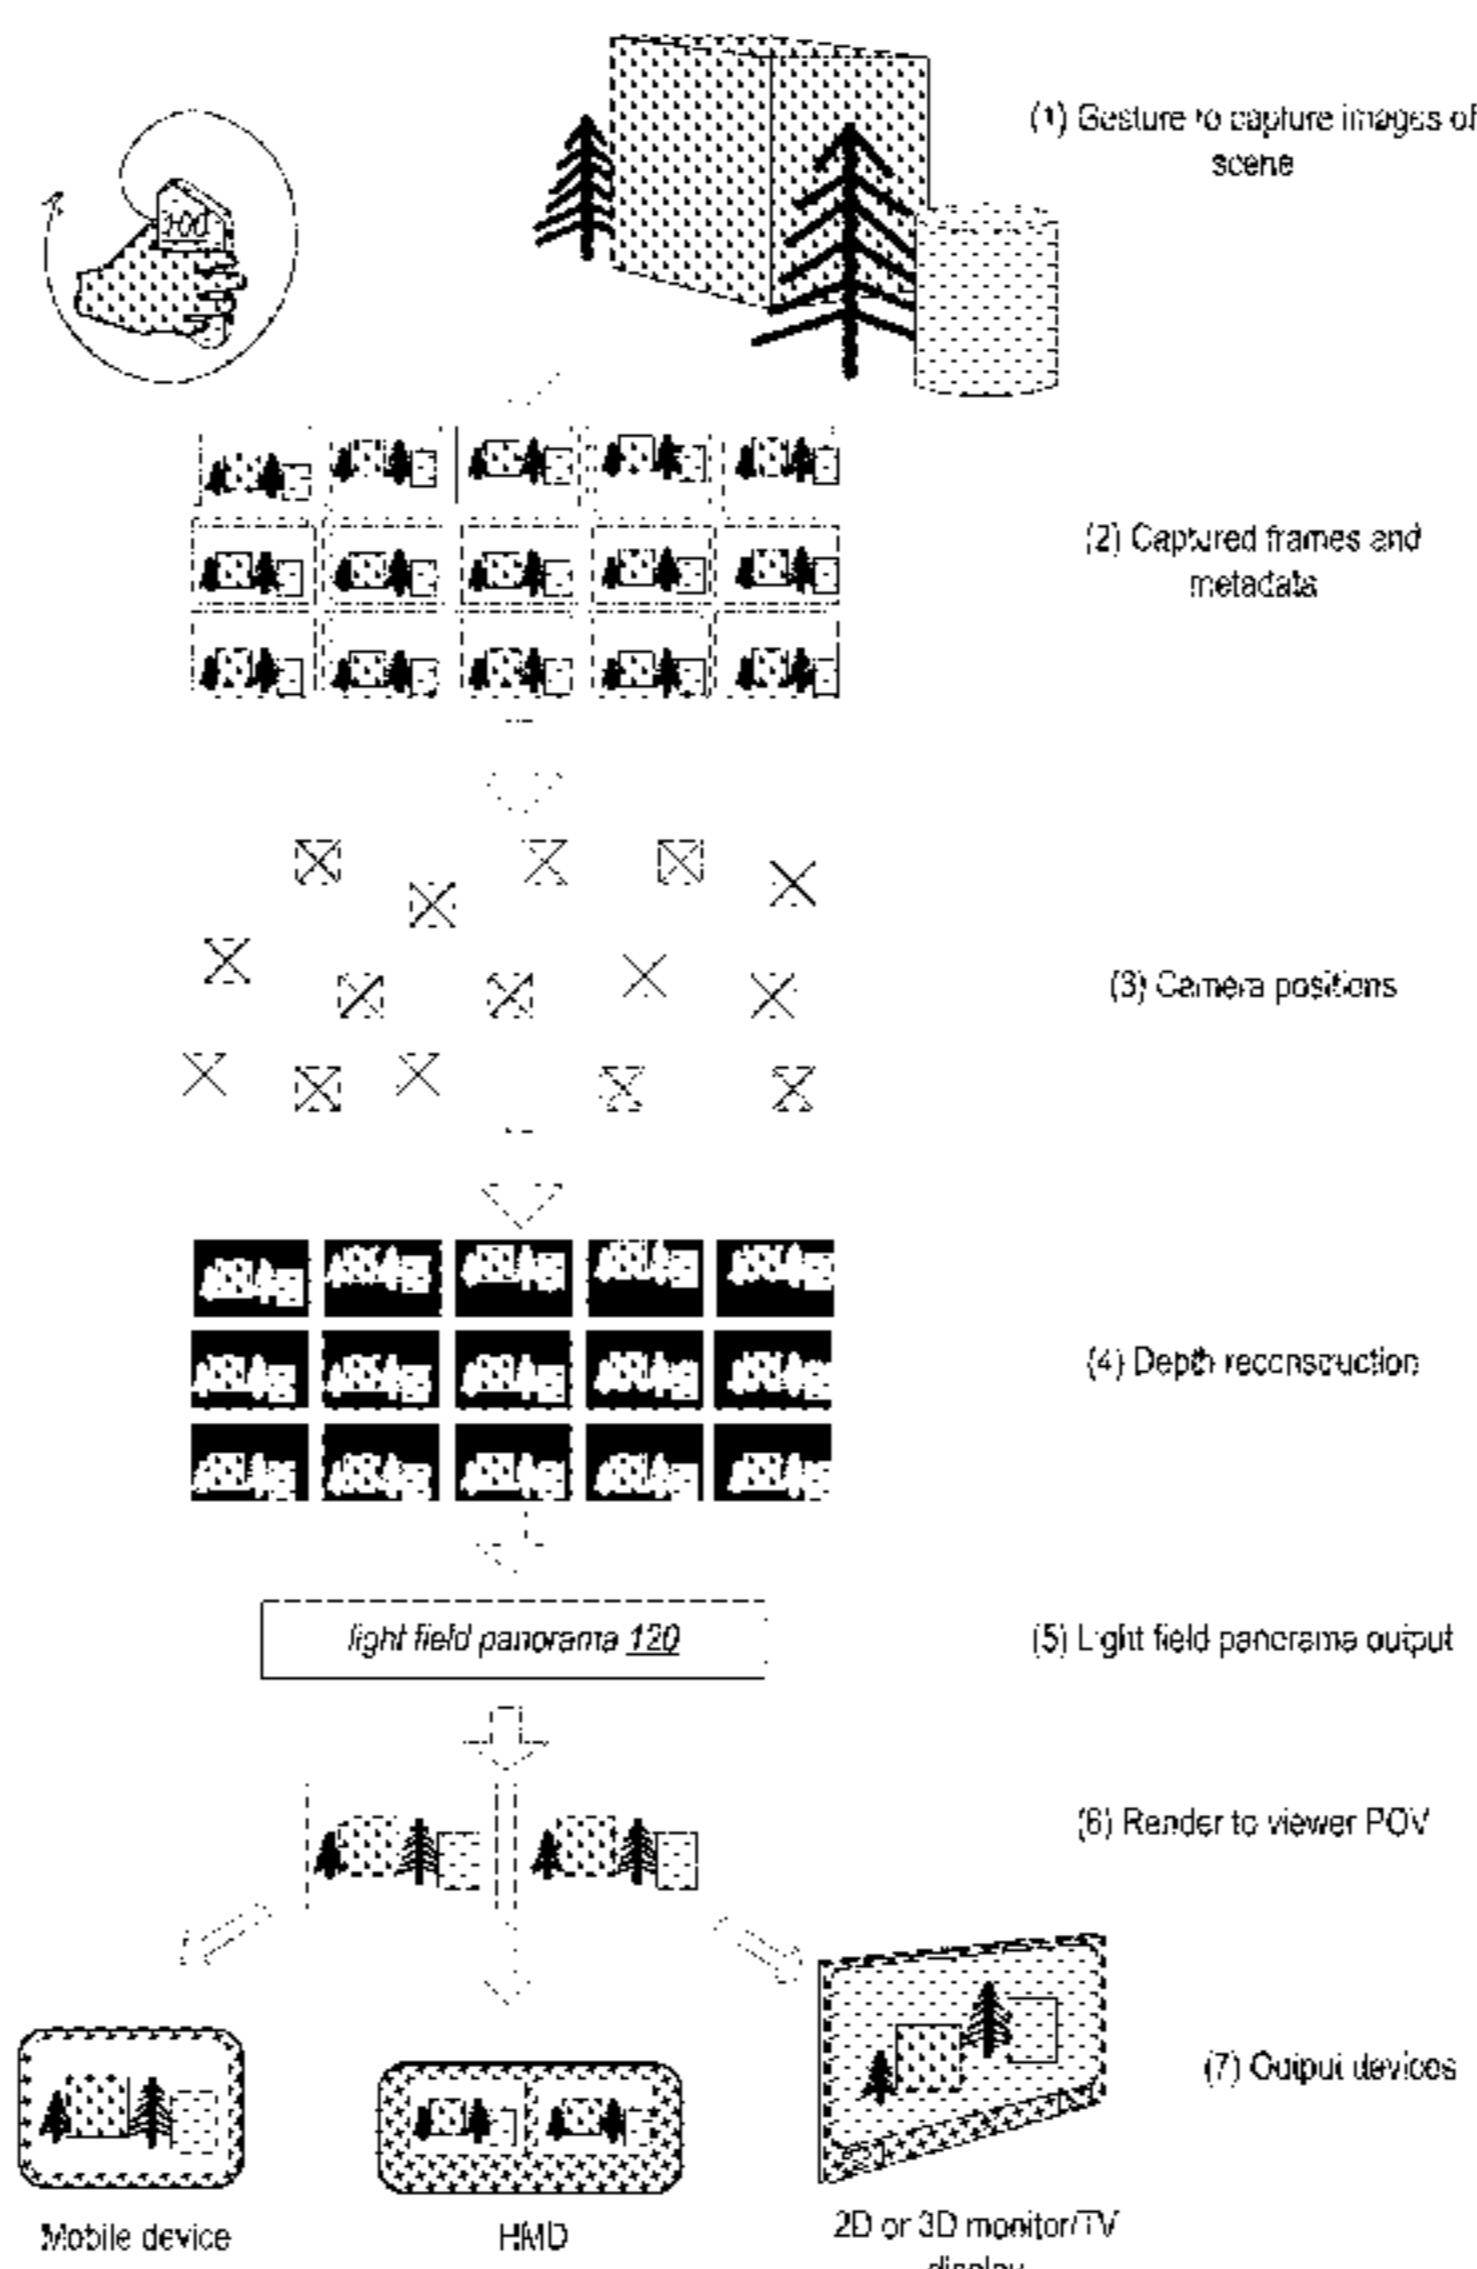 (1) Gesture to capture images of
scene
100
(2) Captured frames and
metadata
(3) Camera positions
(4) Depth reconstruction
light field panorama 120
(5) Light field panorama output
(6) Render to viewer POV
(7) Output devices
Mobile device
HMD
2D or 3D monitor/TV
display